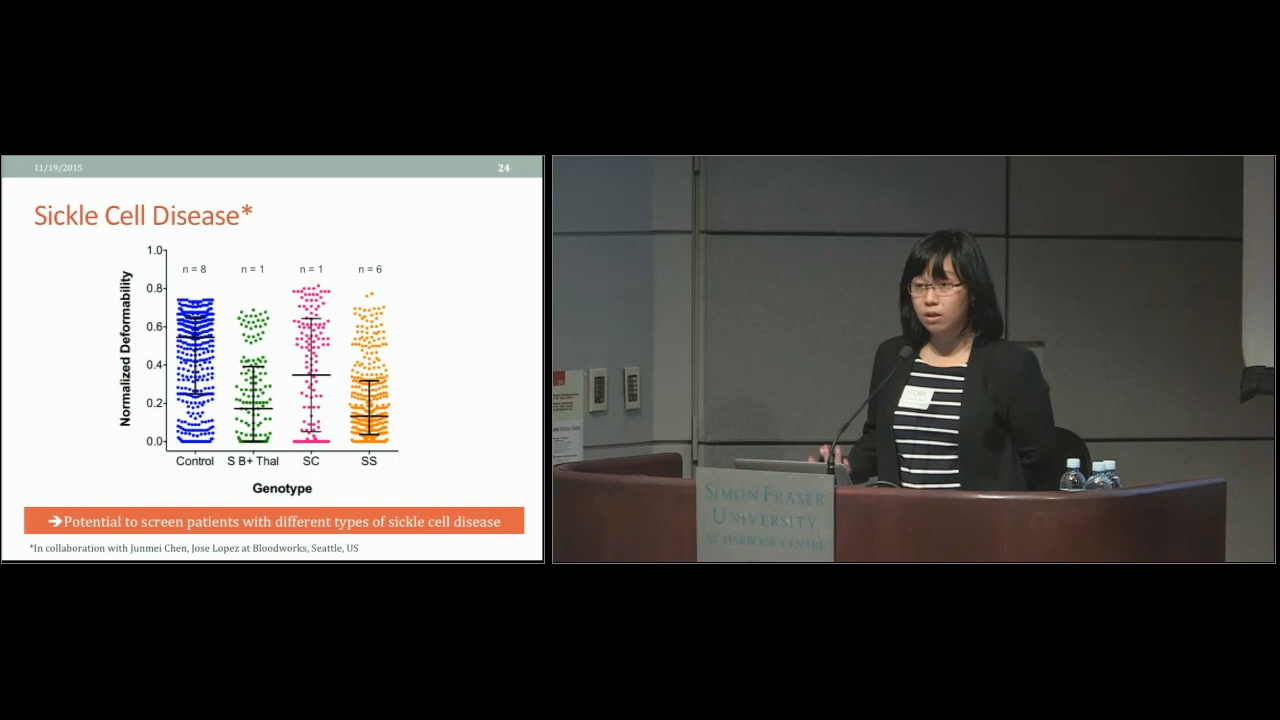 11/19/2015
24
Sickle Cell Disease*
n = 8
n = 1
n = 1
n = 6
1.0
0.8
0.6
0.4
0.2
0.0
Normalized Deformability
Control
S B+ Thal
SC
SS
Genotype
➔Potential to screen patients with different types of sickle cell disease
*In collaboration with Junmei Chen, Jose Lopez at Bloodworks, Seattle, US
SIMON FRASER
UNIVERSITY
AT HARBOUR CENTRE